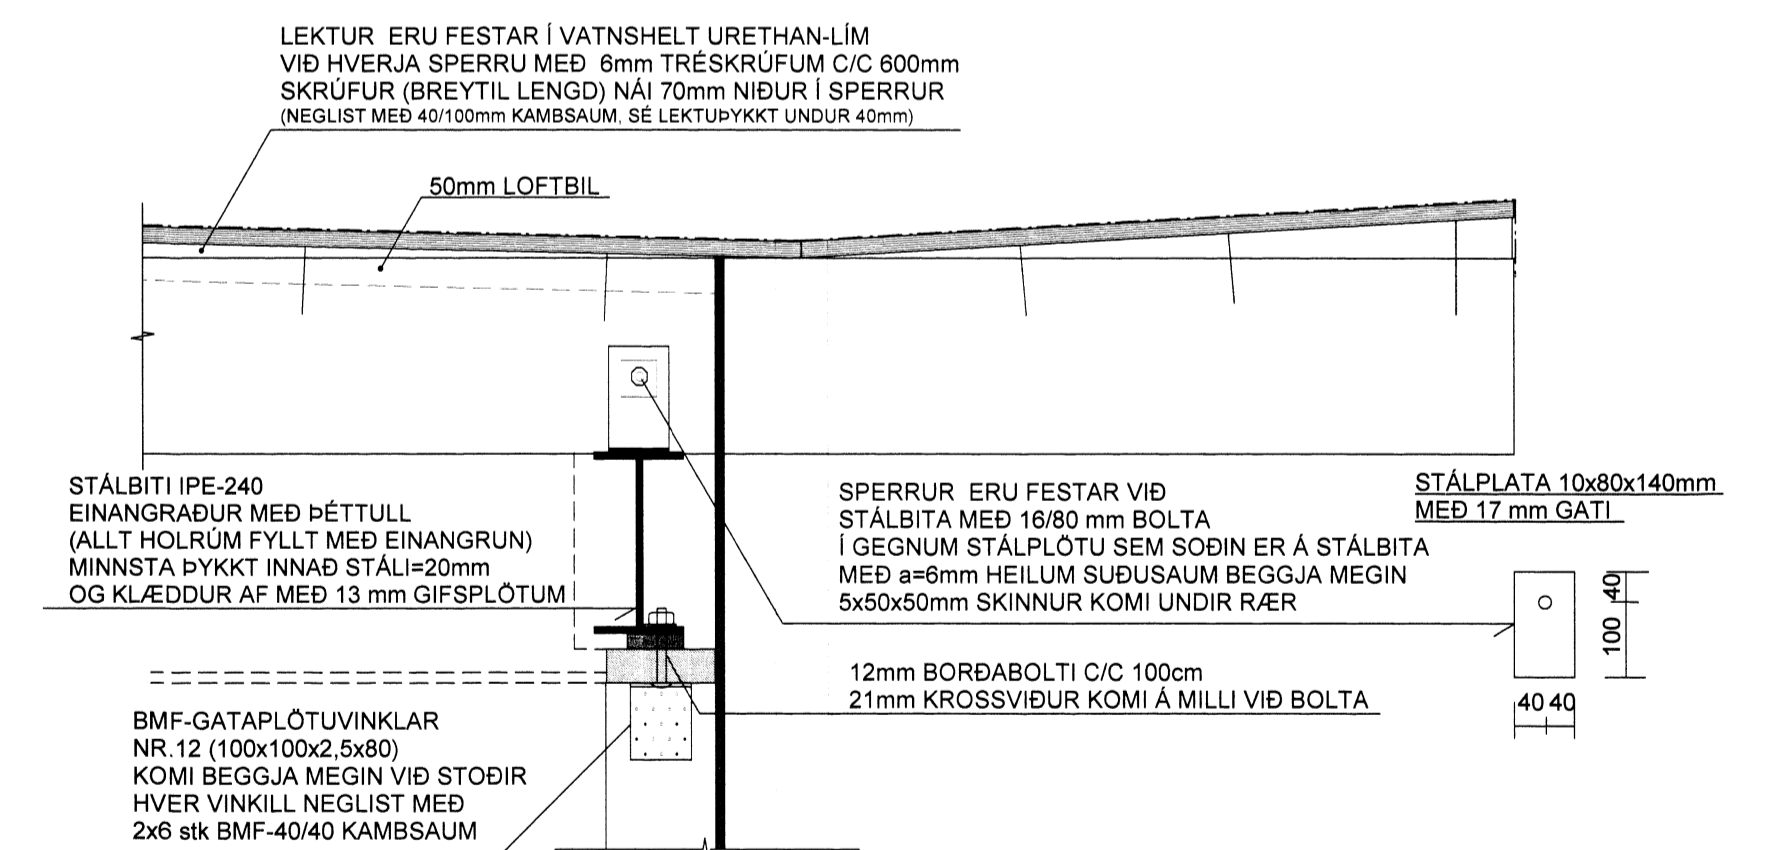 LEKTUR ERU FESTAR Í VATNSHELT URETHAN-LÍM
VIÐ HVERJA SPERRU MEÐ 6mm TRÉSKRÚFUM C/C 600mm
SKRÚFUR (BREYTIL LENGD) NÁI 70mm NIÐUR Í SPERRUR
(NEGLIST MEÐ 40/100mm KAMBSAUM, SÉ LEKTUÞYKKT UNDUR 40mm)
50mm LOFTBIL
STÁLBITI IPE-240
EINANGRAÐUR MEÐ ÞÉTTULL
(ALLT HOLRÚM FYLLT MEÐ EINANGRUN)
MINNSTA ÞYKKT INNAÐ STÁLI=20mm
OG KLÆDDUR AF MEÐ 13 mm GIFSPLÖTUM
SPERRUR ERU FESTAR VIÐ
STÁLBITA MEÐ 16/80 mm BOLTA
Í GEGNUM STÁLPLÖTU SEM SOÐIN ER Á STÁLBITA
MEÐ a=6mm HEILUM SUÐUSAUM BEGGJA MEGIN
5x50x50mm SKINNUR KOMI UNDIR RÆR
STÁLPLATA 10x80x140mm
MEÐ 17 mm GATI
40
100
40 40
12mm BORÐABOLTI C/C 100cm
21mm KROSSVIÐUR KOMI Á MILLI VIÐ BOLTA
BMF-GATAPLÖTUVINKLAR
NR.12 (100x100x2,5x80)
KOMI BEGGJA MEGIN VIÐ STOÐIR
HVER VINKILL NEGLIST MEÐ
2x6 stk BMF-40/40 KAMBSAUM